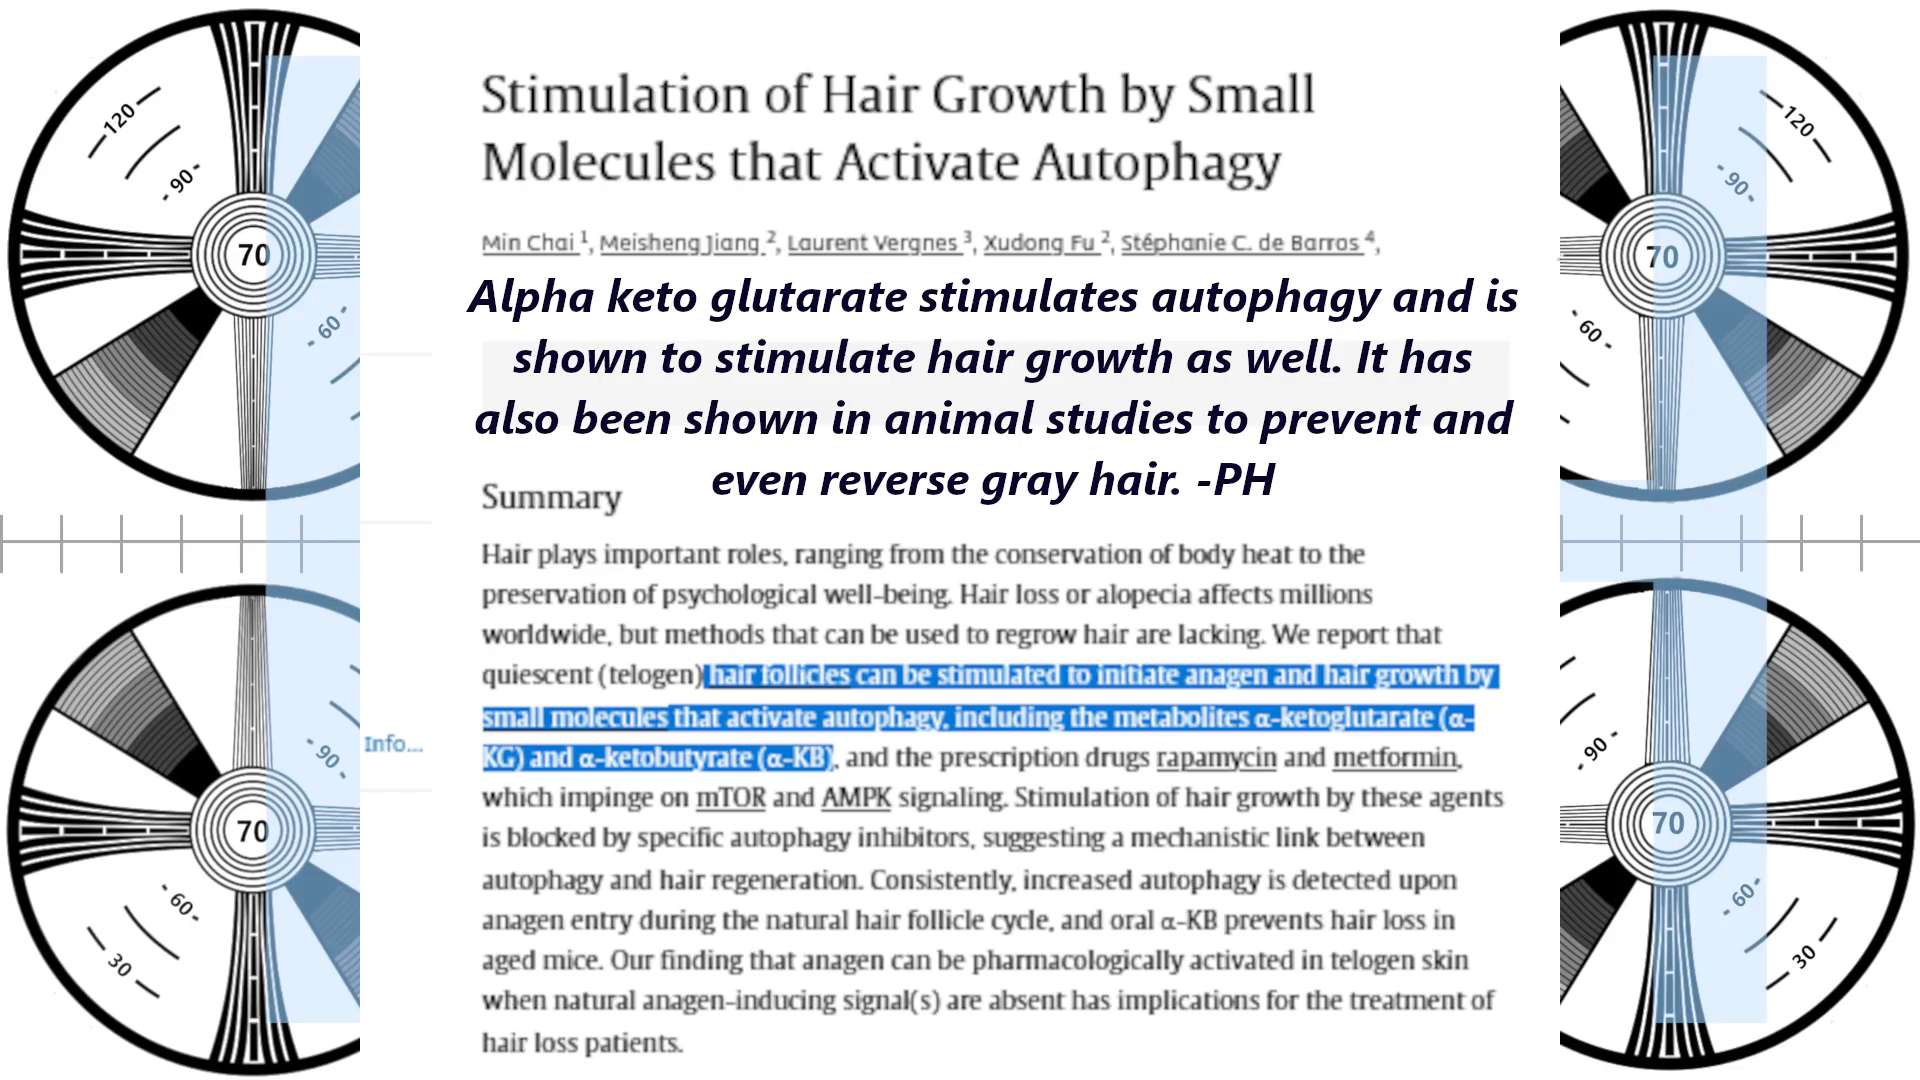 Stimulation of Hair Growth by Small
Molecules that Activate Autophagy
Min Chai 1, Meisheng Jiang 2, Laurent Vergnes 3, Xudong Fu 2, Stéphanie C. de Barros 4,
Alpha keto glutarate stimulates autophagy and is
shown to stimulate hair growth as well. It has
also been shown in animal studies to prevent and
even reverse gray hair. -PH
Summary
Hair plays important roles, ranging from the conservation of body heat to the
preservation of psychological well-being. Hair loss or alopecia affects millions
worldwide, but methods that can be used to regrow hair are lacking. We report that
quiescent (telogen) hair follicles can be stimulated to initiate anagen and hair growth by
small molecules that activate autophagy, including the metabolites α-ketoglutarate (α-
KG) and α-ketobutyrate (α-KB), and the prescription drugs rapamycin and metformin,
which impinge on mTOR and AMPK signaling. Stimulation of hair growth by these agents
is blocked by specific autophagy inhibitors, suggesting a mechanistic link between
autophagy and hair regeneration. Consistently, increased autophagy is detected upon
anagen entry during the natural hair follicle cycle, and oral α-KB prevents hair loss in
aged mice. Our finding that anagen can be pharmacologically activated in telogen skin
when natural anagen-inducing signal(s) are absent has implications for the treatment of
hair loss patients.
Info...
120
- 90 -
70
- 60 -
120
- 90 -
70
- 60 -
- 90 -
70
- 60 -
30
- 90 -
70
- 60 -
30